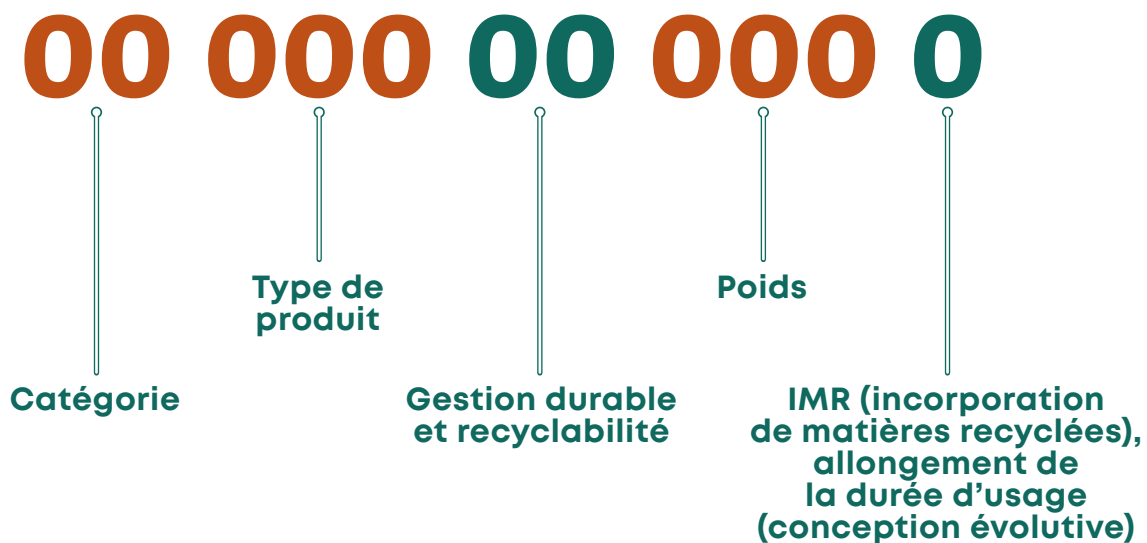 00 000 00 000 0
Type de
produit
Poids
Catégorie
Gestion durable
et recyclabilité
IMR (incorporation
de matières recyclées),
allongement de
la durée d’usage
(conception évolutive)